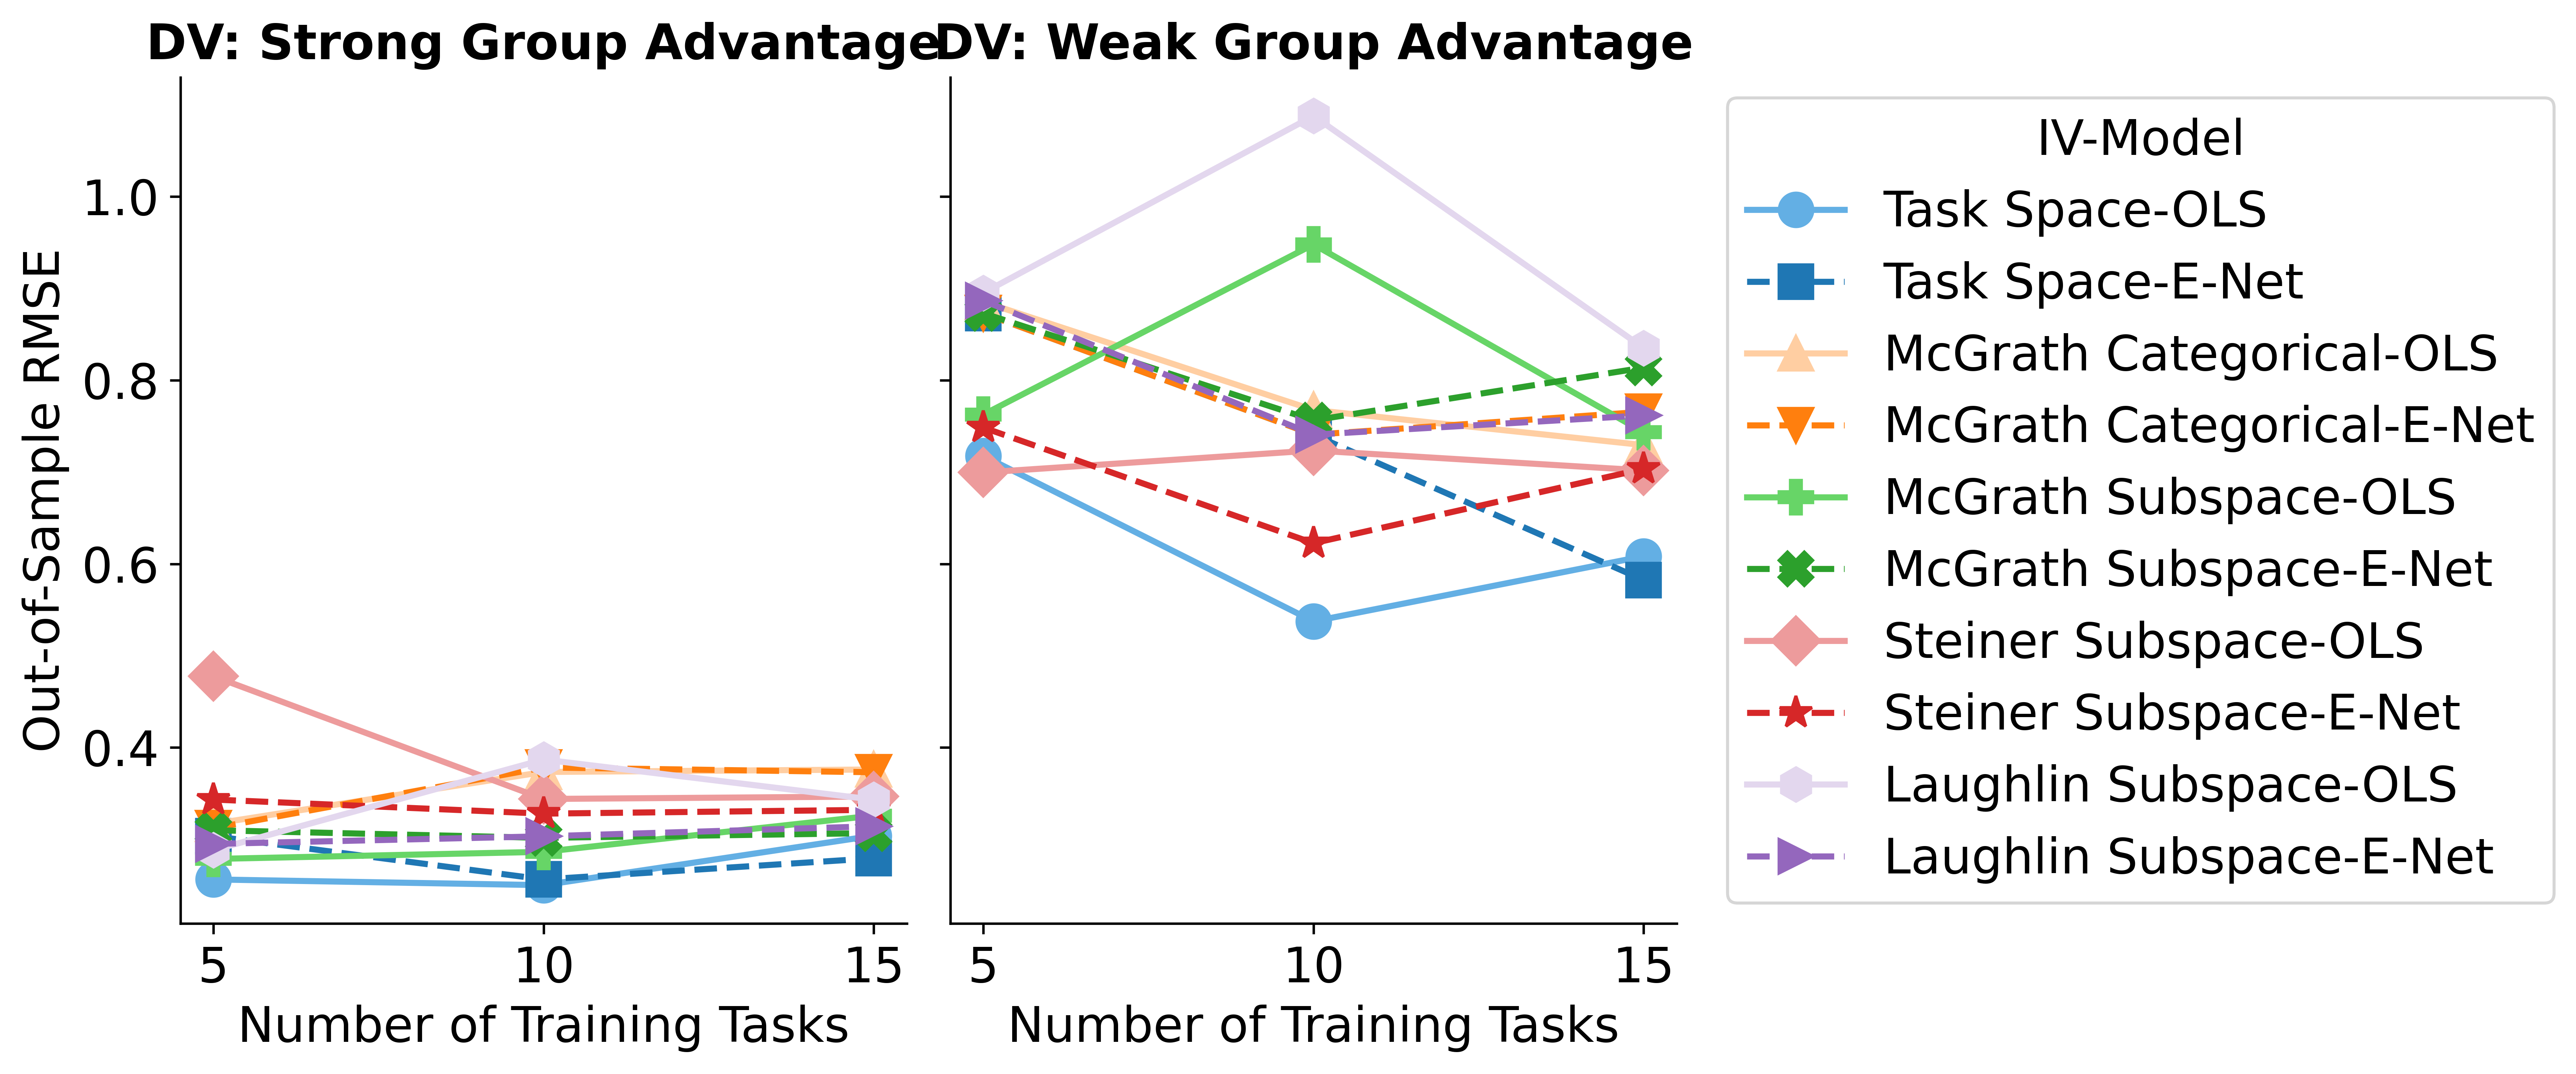 DV: Strong Group Advantage
DV: Weak Group Advantage
Out-of-Sample RMSE
1.0
0.8
0.6
0.4
5 10 15
Number of Training Tasks
5 10 15
Number of Training Tasks
IV-Model
Task Space-OLS
Task Space-E-Net
McGrath Categorical-OLS
McGrath Categorical-E-Net
McGrath Subspace-OLS
McGrath Subspace-E-Net
Steiner Subspace-OLS
Steiner Subspace-E-Net
Laughlin Subspace-OLS
Laughlin Subspace-E-Net